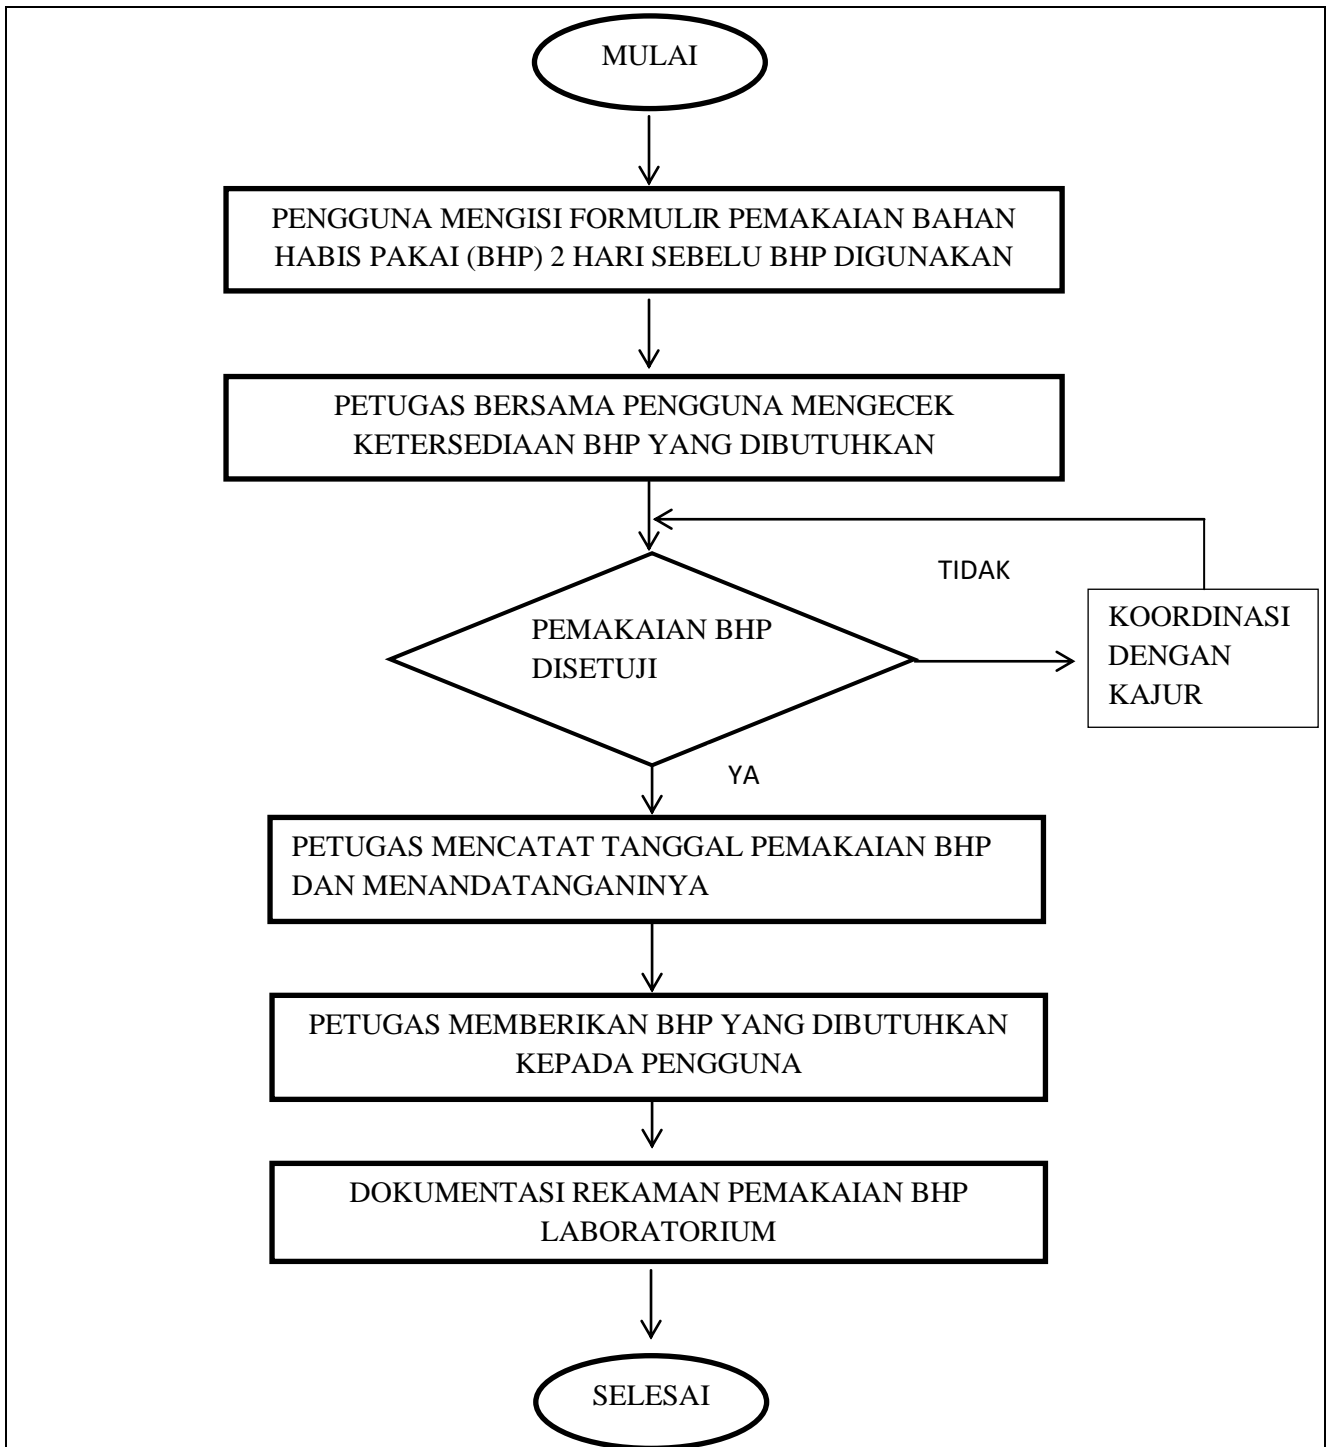 MULAI
PENGGUNA MENGISI FORMULIR PEMAKAIAN BAHAN
HABIS PAKAI (BHP) 2 HARI SEBELU BHP DIGUNAKAN
PETUGAS BERSAMA PENGGUNA MENGECEK
KETERSEDIAAN BHP YANG DIBUTUHKAN
TIDAK
PEMAKAIAN BHP
DISETUJI
KOORDINASI
DENGAN
KAJUR
YA
PETUGAS MENCATAT TANGGAL PEMAKAIAN BHP
DAN MENANDATANGANINYA
PETUGAS MEMBERIKAN BHP YANG DIBUTUHKAN
KEPADA PENGGUNA
DOKUMENTASI REKAMAN PEMAKAIAN BHP
LABORATORIUM
SELESAI